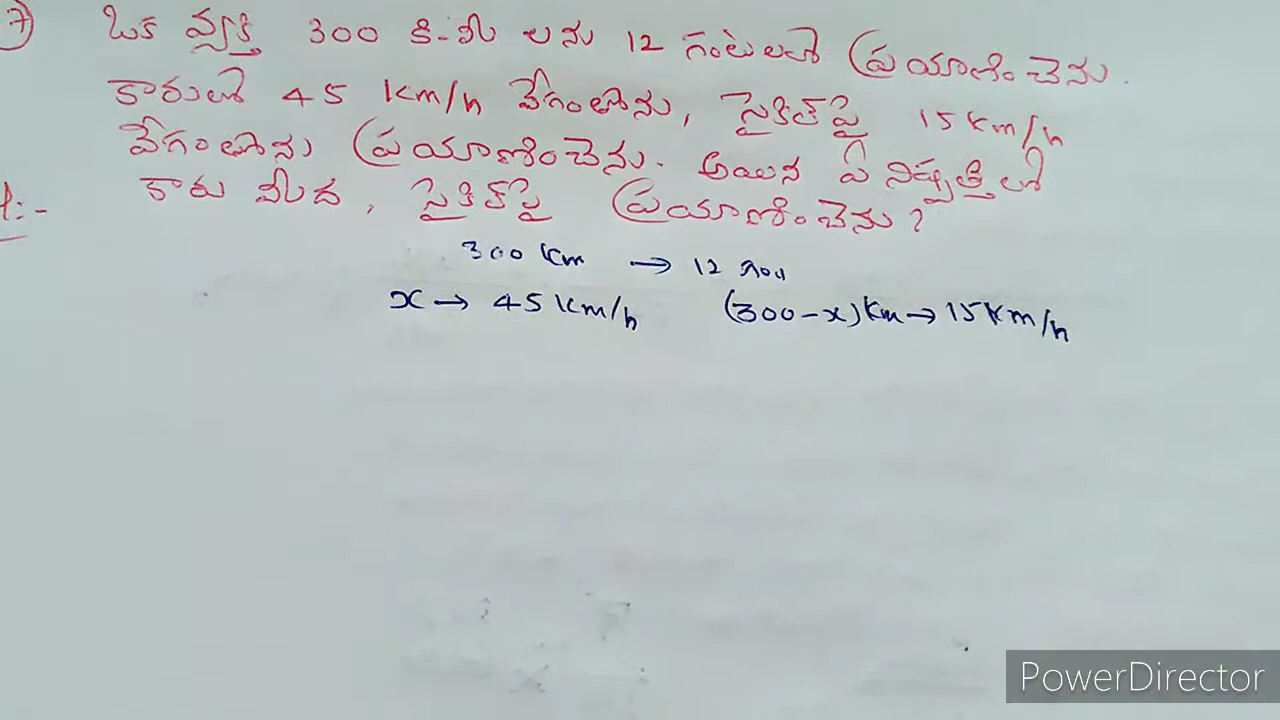 7) ఒక వ్యక్తి 300 కి-మీ లను 12 గంటలలో ప్రయాణించెను.
కారులో 45 km/h వేగంతోను, సైకిల్‌పై 15 km/h
వేగంతోను ప్రయాణించెను. అయిన ఏ నిష్పత్తిలో
కారు మీద, సైకిల్‌పై ప్రయాణించెను?
300 km → 12 గం॥
x → 45 km/h (300-x)km → 15 km/h
PowerDirector